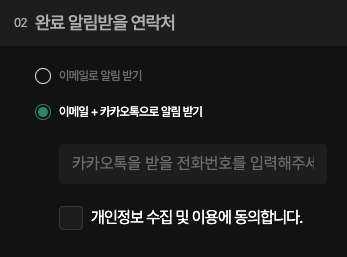 02 완료 알림받을 연락처
이메일로 알림 받기
이메일 + 카카오톡으로 알림 받기
카카오톡을 받을 전화번호를 입력해주세
개인정보 수집 및 이용에 동의합니다.